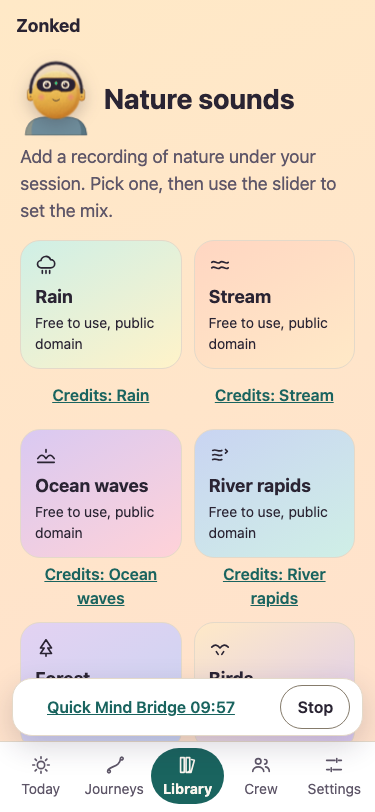 Zonked
Nature sounds
Add a recording of nature under your
session. Pick one, then use the slider to
set the mix.
Rain
Free to use, public
domain
Credits: Rain
Stream
Free to use, public
domain
Credits: Stream
Ocean waves
Free to use, public
domain
Credits: Ocean
waves
River rapids
Free to use, public
domain
Credits: River
rapids
Forest
Birds
Quick Mind Bridge 09:57
Stop
Today
Journeys
Library
Crew
Settings